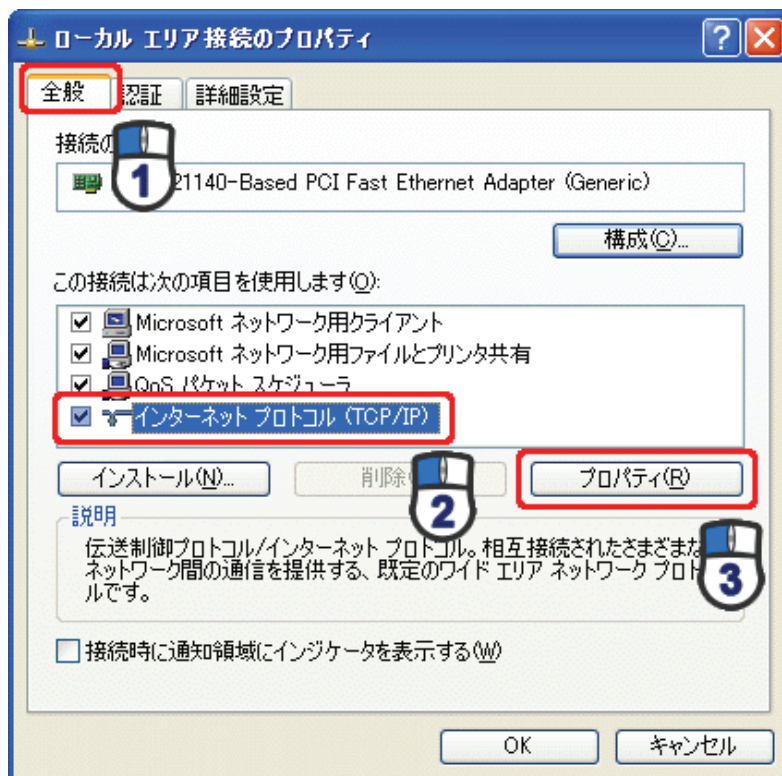 ローカル エリア接続のプロパティ
全般 認証 詳細設定
接続の
1
21140-Based PCI Fast Ethernet Adapter (Generic)
構成(C)...
この接続は次の項目を使用します(O):
Microsoft ネットワーク用クライアント
Microsoft ネットワーク用ファイルとプリンタ共有
QoS パケット スケジューラ
インターネット プロトコル (TCP/IP)
インストール(N)... 削除 プロパティ(R)
2
説明
伝送制御プロトコル/インターネット プロトコル。相互接続されたさまざまな
ネットワーク間の通信を提供する、既定のワイド エリア ネットワーク プロト
ルです。
3
接続時に通知領域にインジケータを表示する(W)
OK キャンセル